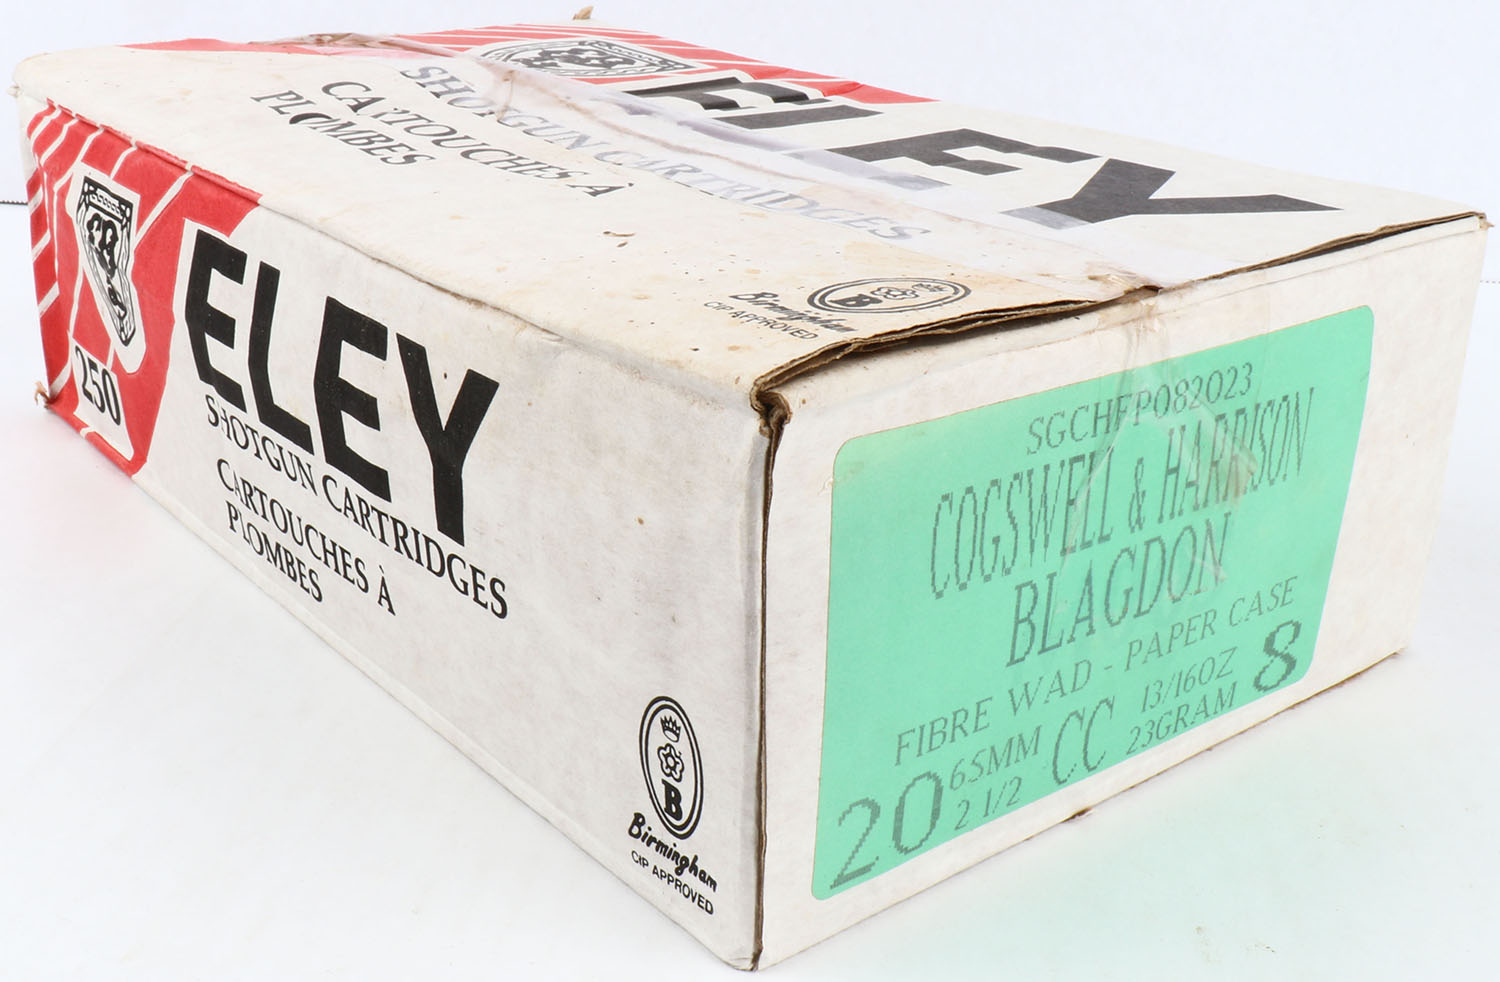 ELEY
SHOTGUN CARTRIDGES
CARTOUCHES À
PLOMBES
B
Birmingham
CIP APPROVED
250
ELEY
SHOTGUN CARTRIDGES
CARTOUCHES À
PLOMBES
B
Birmingham
CIP APPROVED
SGCHFP082023
COGSWELL & HARRISON
BLAGDON
FIBRE WAD - PAPER CASE
20 65MM CC 13/16OZ 8
2 1/2 23GRAM